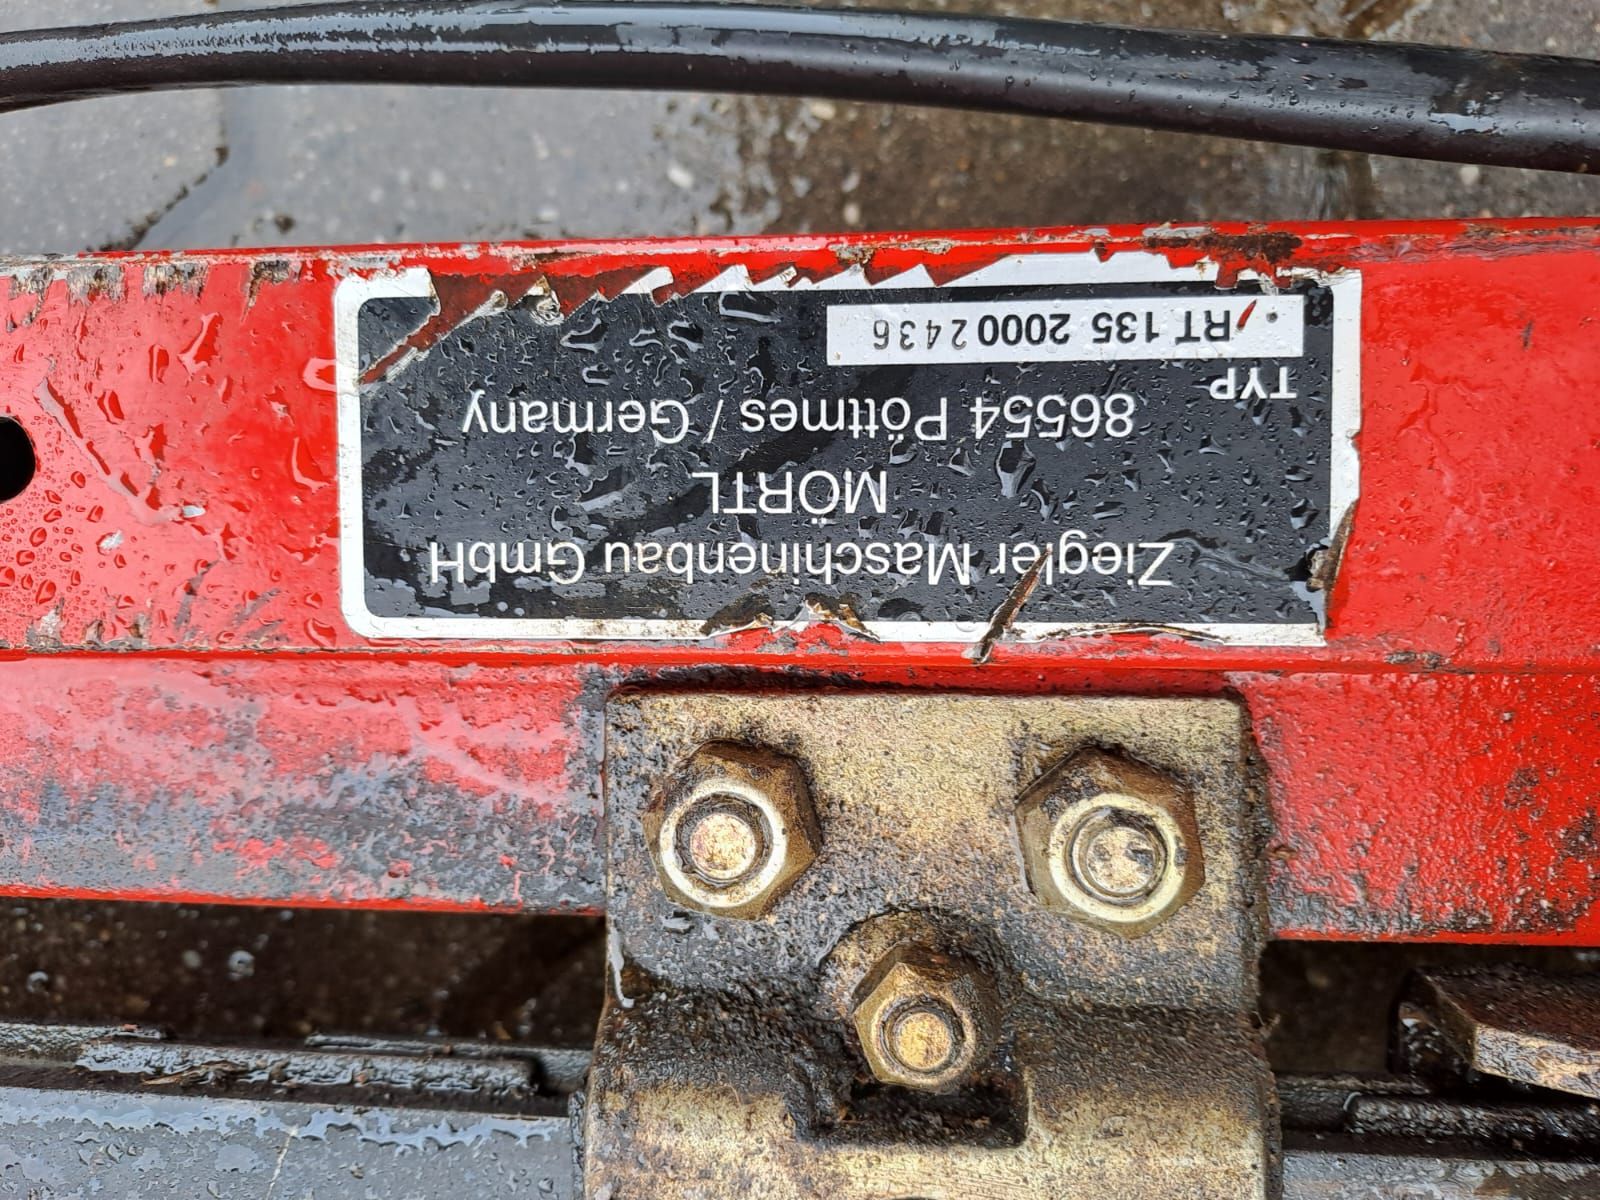 Ziegler Maschinenbau GmbH
MÖRTL
86554 Pöttmes / Germany
TYP
RT 135 2000 2436